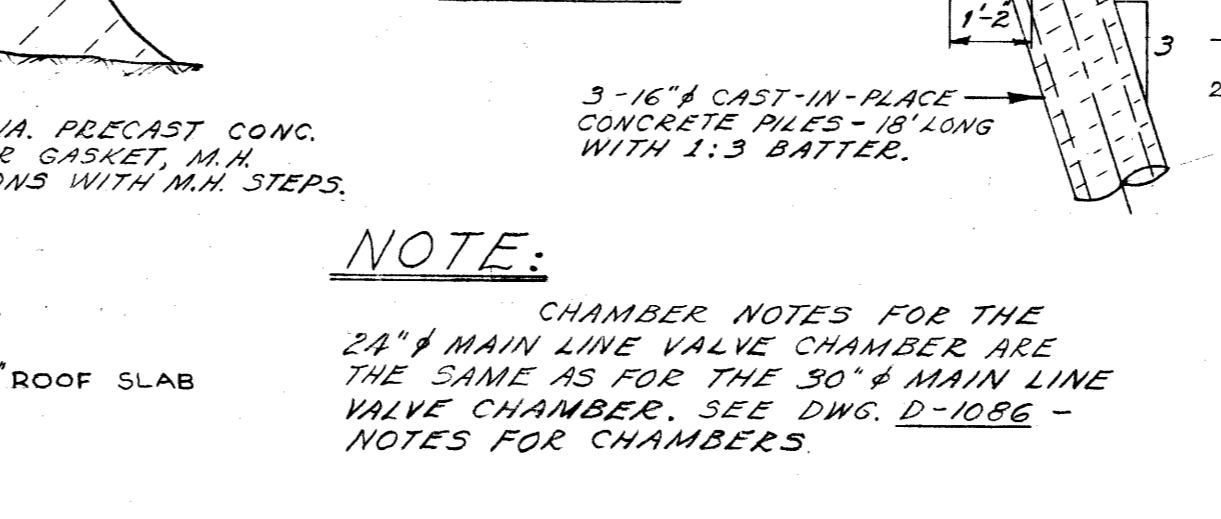 1'-2"
3
2
3-16"ϕ CAST-IN-PLACE
CONCRETE PILES - 18' LONG
WITH 1:3 BATTER.
IA. PRECAST CONC.
R GASKET, M.H.
ONS WITH M.H. STEPS.
NOTE:
CHAMBER NOTES FOR THE
24"ϕ MAIN LINE VALVE CHAMBER ARE
THE SAME AS FOR THE 30"ϕ MAIN LINE
VALVE CHAMBER. SEE DWG. D-1086 -
NOTES FOR CHAMBERS.
"ROOF SLAB